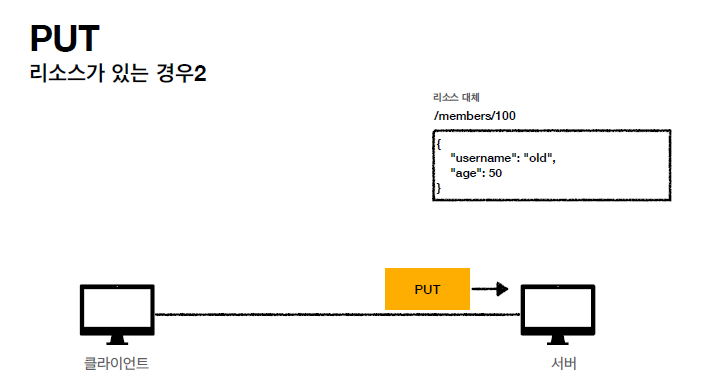 PUT
리소스가 있는 경우2
리소스 대체
/members/100
{
"username": "old",
"age": 50
}
PUT
클라이언트
서버